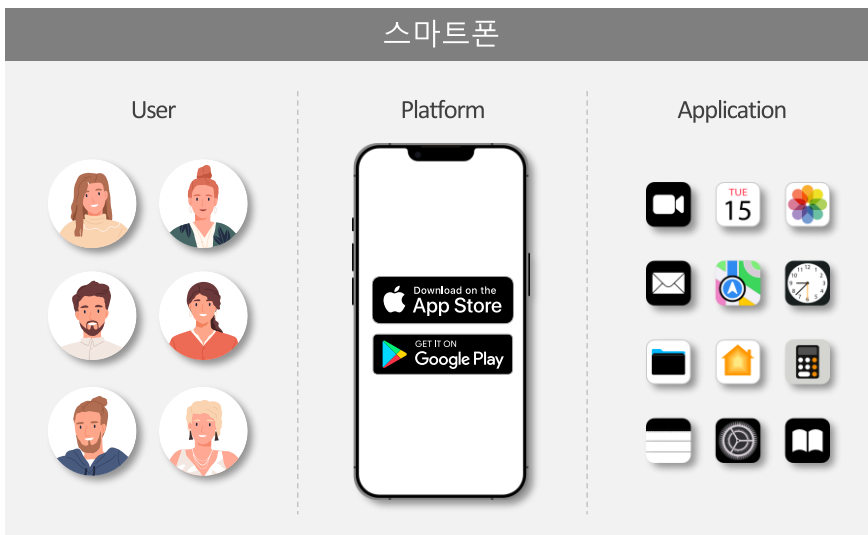 스마트폰
User
Platform
Application
Download on the
App Store
GET IT ON
Google Play
TUE
15